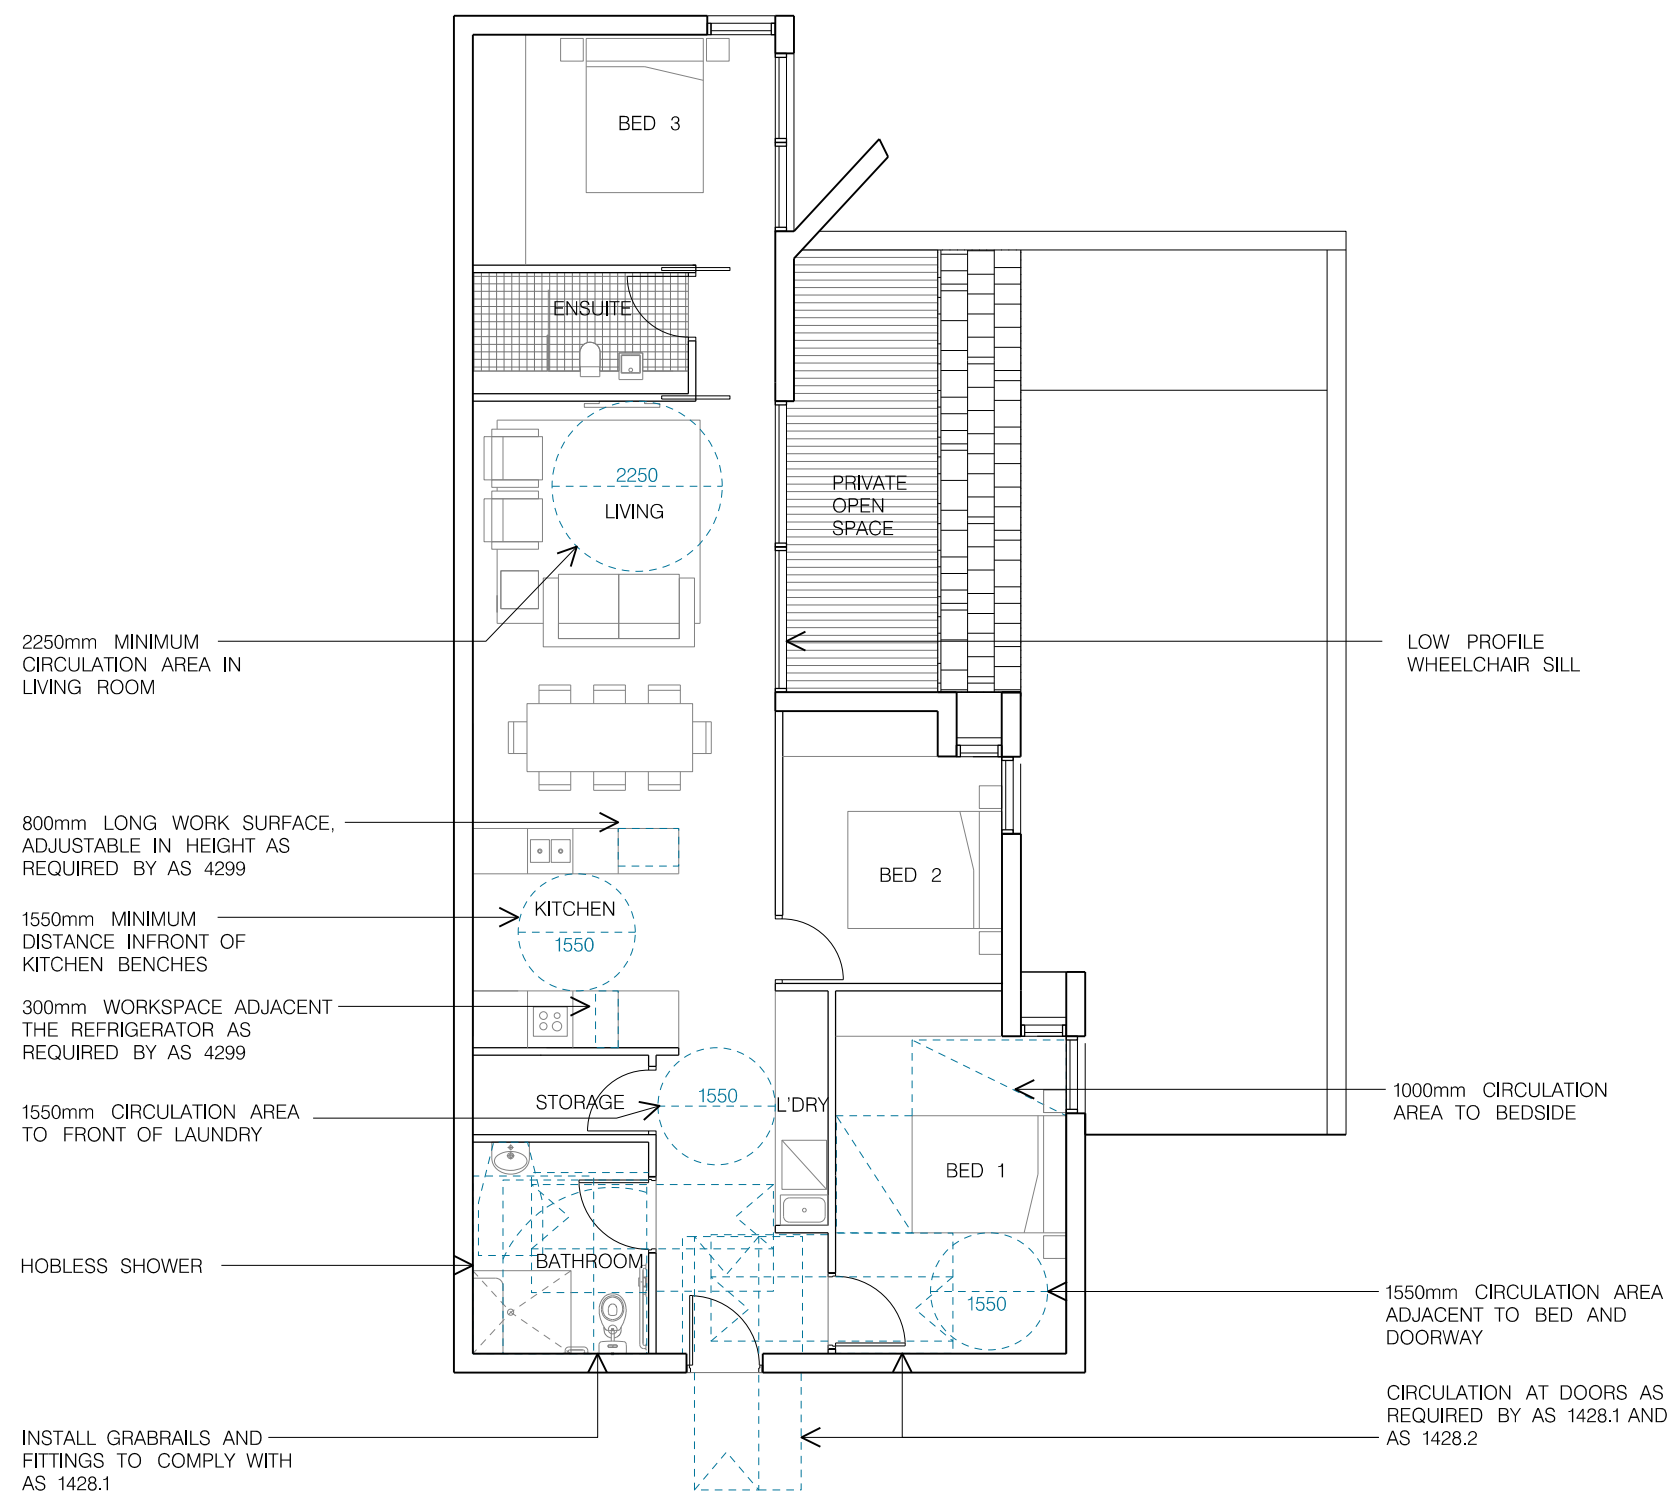 BED 3
ENSUITE
2250
LIVING
PRIVATE
OPEN
SPACE
2250mm MINIMUM
CIRCULATION AREA IN
LIVING ROOM
LOW PROFILE
WHEELCHAIR SILL
800mm LONG WORK SURFACE,
ADJUSTABLE IN HEIGHT AS
REQUIRED BY AS 4299
BED 2
1550mm MINIMUM
DISTANCE INFRONT OF
KITCHEN BENCHES
KITCHEN
1550
300mm WORKSPACE ADJACENT
THE REFRIGERATOR AS
REQUIRED BY AS 4299
1550mm CIRCULATION AREA
TO FRONT OF LAUNDRY
STORAGE
1550
L'DRY
1000mm CIRCULATION
AREA TO BEDSIDE
BED 1
HOBLESS SHOWER
BATHROOM
1550
1550mm CIRCULATION AREA
ADJACENT TO BED AND
DOORWAY
CIRCULATION AT DOORS AS
REQUIRED BY AS 1428.1 AND
AS 1428.2
INSTALL GRABRAILS AND
FITTINGS TO COMPLY WITH
AS 1428.1